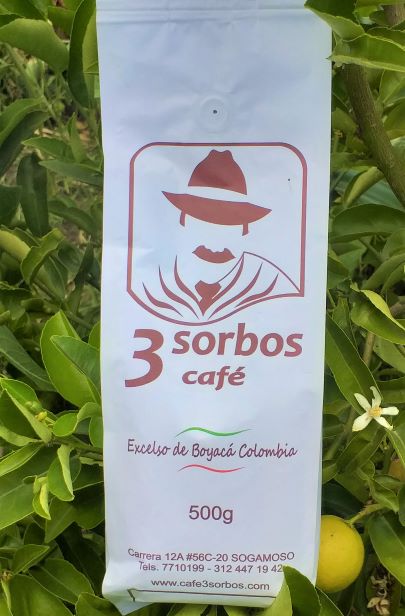 3 sorbos
café
Excelso de Boyacá Colombia
500g
Carrera 12A #56C-20 SOGAMOSO
Tels. 7710199 - 312 447 19 42
www.cafe3sorbos.com